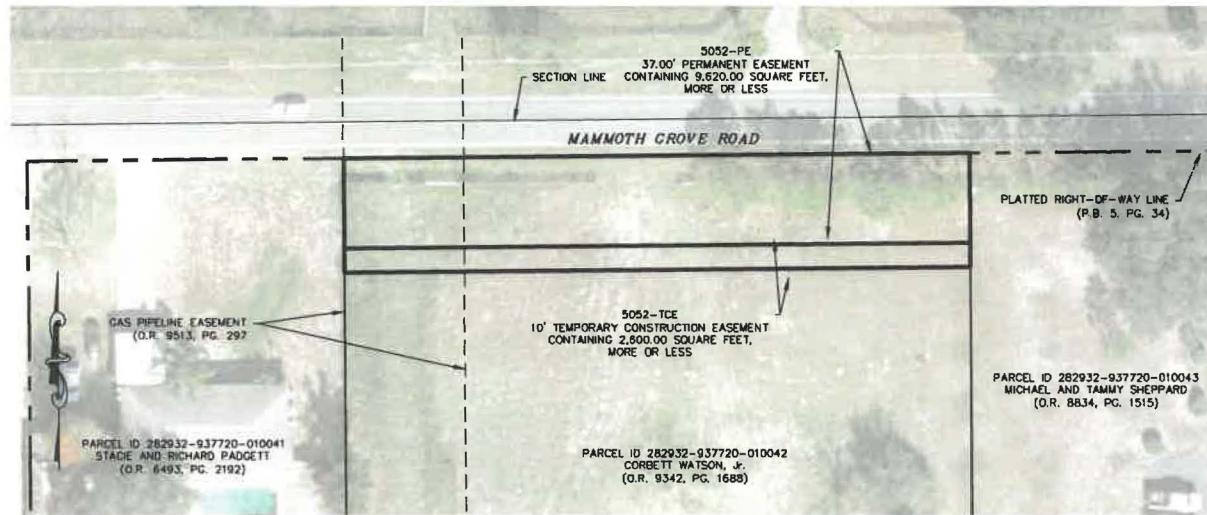 5052-PE
37.00' PERMANENT EASEMENT
CONTAINING 9,620.00 SQUARE FEET,
MORE OR LESS
SECTION LINE
MAMMOTH GROVE ROAD
PLATTED RIGHT-OF-WAY LINE
(P.B. 5, PG. 34)
GAS PIPELINE EASEMENT
(O.R. 9513, PG. 297
5052-TCE
10' TEMPORARY CONSTRUCTION EASEMENT
CONTAINING 2,600.00 SQUARE FEET,
MORE OR LESS
PARCEL ID 282932-937720-010043
MICHAEL AND TAMMY SHEPPARD
(O.R. 8834, PG. 1515)
PARCEL ID 282932-937720-010041
STACIE AND RICHARD PADGETT
(O.R. 6493, PG. 2192)
PARCEL ID 282932-937720-010042
CORBETT WATSON, Jr.
(O.R. 9342, PG. 1688)